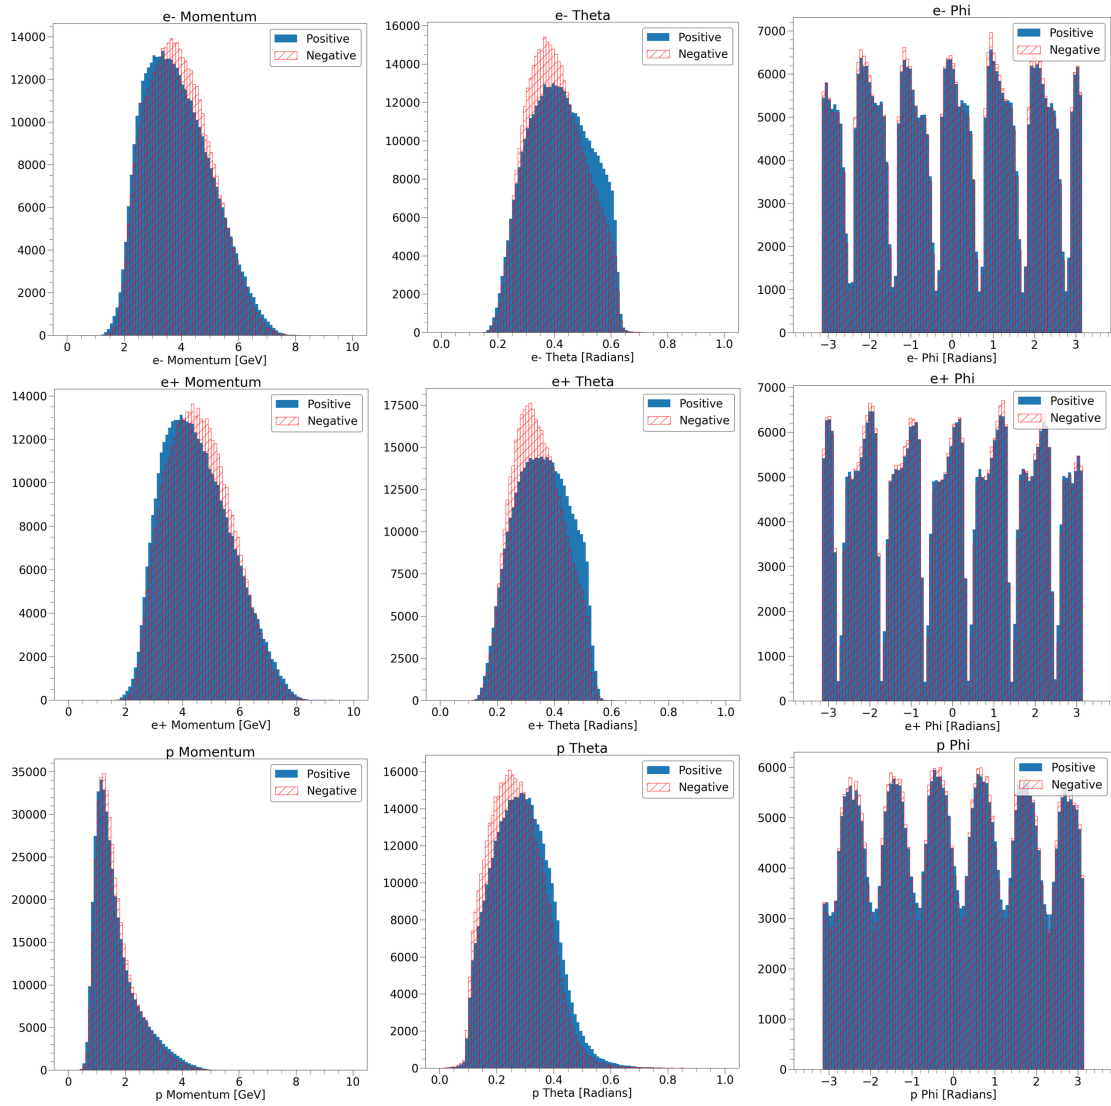 e- Momentum
Positive
Negative
14000
12000
10000
8000
6000
4000
2000
0
0 2 4 6 8 10
e- Momentum [GeV]
e- Theta
Positive
Negative
16000
14000
12000
10000
8000
6000
4000
2000
0
0.0 0.2 0.4 0.6 0.8 1.0
e- Theta [Radians]
e- Phi
Positive
Negative
7000
6000
5000
4000
3000
2000
1000
0
−3 −2 −1 0 1 2 3
e- Phi [Radians]
e+ Momentum
Positive
Negative
14000
12000
10000
8000
6000
4000
2000
0
0 2 4 6 8 10
e+ Momentum [GeV]
e+ Theta
Positive
Negative
17500
15000
12500
10000
7500
5000
2500
0
0.0 0.2 0.4 0.6 0.8 1.0
e+ Theta [Radians]
e+ Phi
Positive
Negative
7000
6000
5000
4000
3000
2000
1000
0
−3 −2 −1 0 1 2 3
e+ Phi [Radians]
p Momentum
Positive
Negative
35000
30000
25000
20000
15000
10000
5000
0
0 2 4 6 8 10
p Momentum [GeV]
p Theta
Positive
Negative
16000
14000
12000
10000
8000
6000
4000
2000
0
0.0 0.2 0.4 0.6 0.8 1.0
p Theta [Radians]
p Phi
Positive
Negative
6000
5000
4000
3000
2000
1000
0
−3 −2 −1 0 1 2 3
p Phi [Radians]